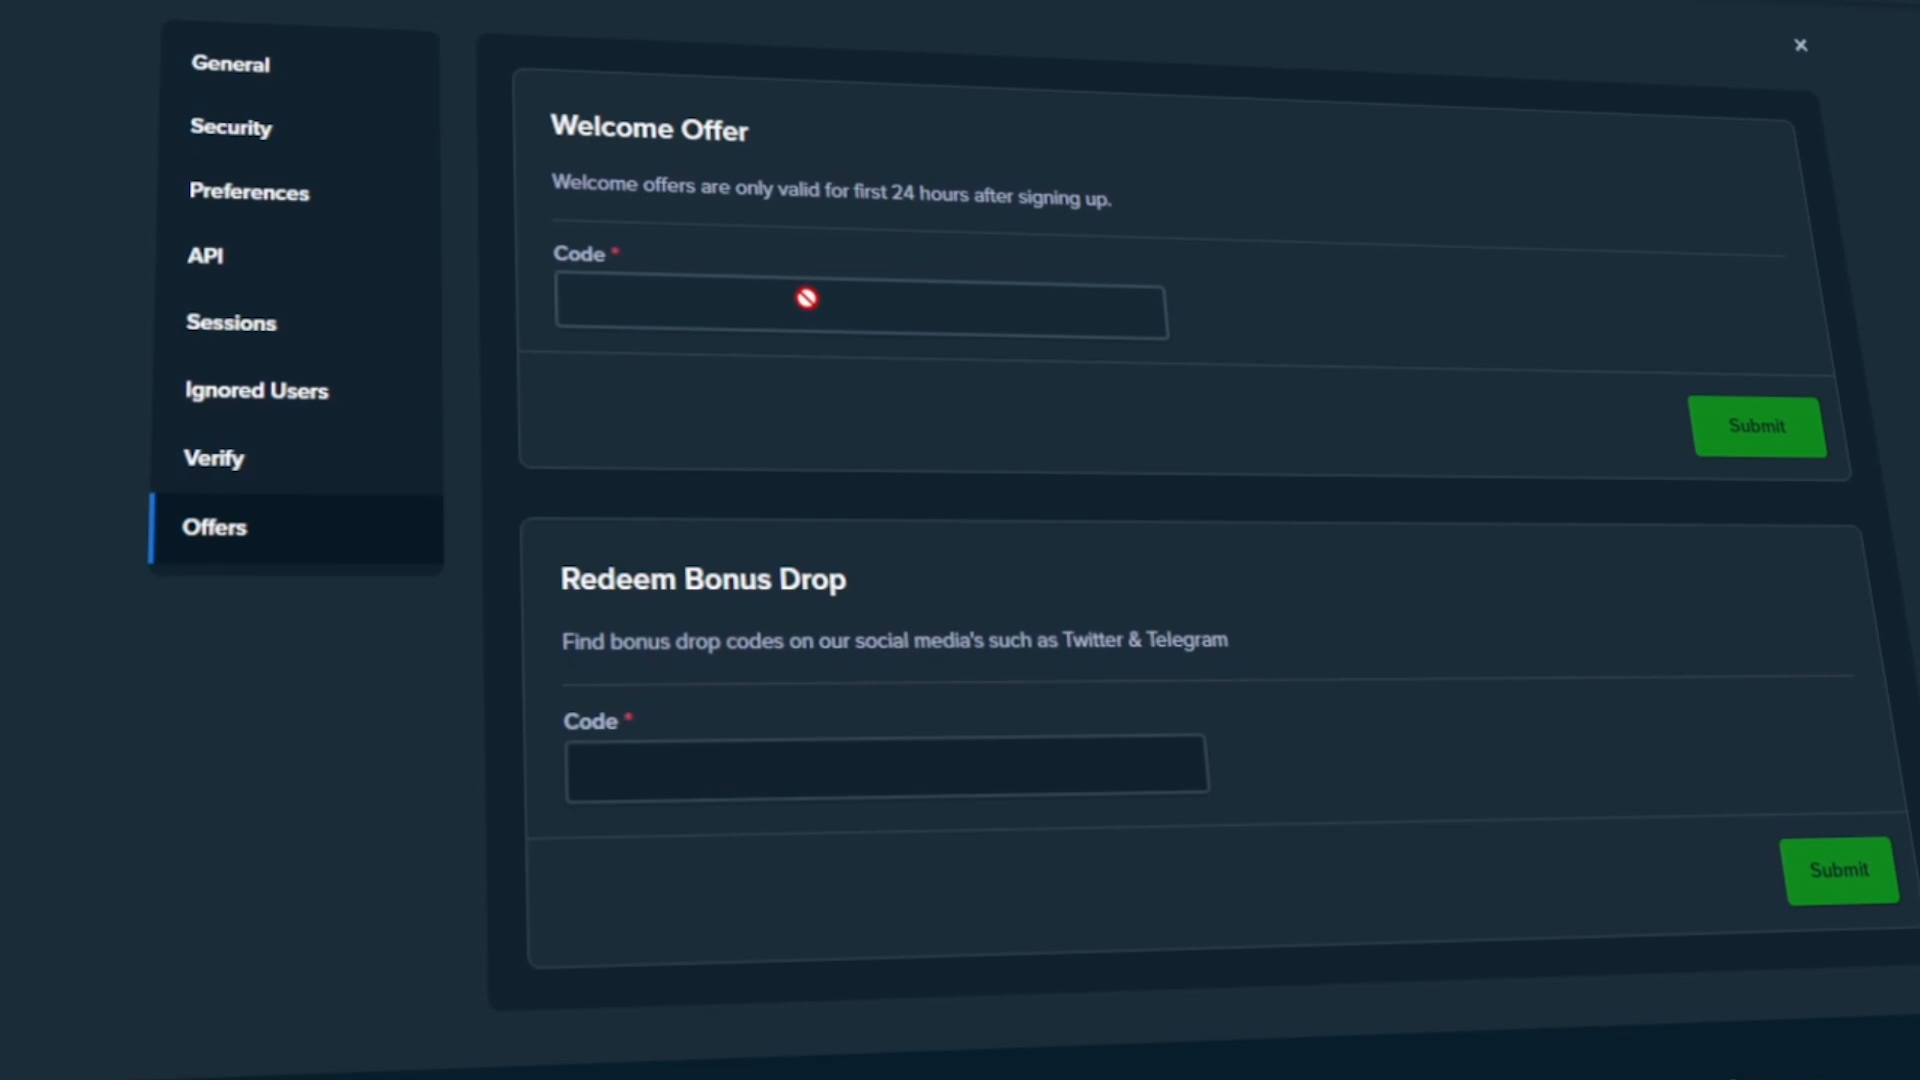 General
Security
Preferences
API
Sessions
Ignored Users
Verify
Offers
Welcome Offer
Welcome offers are only valid for first 24 hours after signing up.
Code *
Submit
Redeem Bonus Drop
Find bonus drop codes on our social media's such as Twitter & Telegram
Code *
Submit